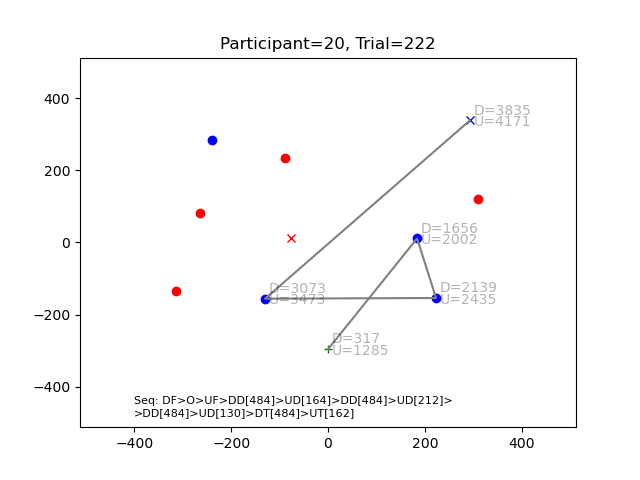 Participant=20, Trial=222
400
200
0
−200
−400
D=3835
U=4171
D=1656
U=2002
D=3073
U=3473
D=2139
U=2435
D=317
U=1285
Seq: DF>O>UF>DD[484]>UD[164]>DD[484]>UD[212]>
>DD[484]>UD[130]>DT[484]>UT[162]
−400 −200 0 200 400